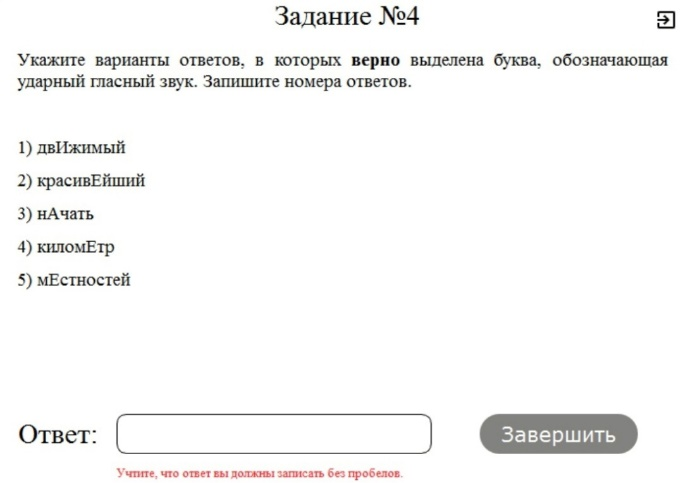 Задание №4
Укажите варианты ответов, в которых верно выделена буква, обозначающая
ударный гласный звук. Запишите номера ответов.
1) двИжимый
2) красивЕйший
3) нАчать
4) киломЕтр
5) мЕстностей
Ответ:
Завершить
Учтите, что ответ вы должны записать без пробелов.